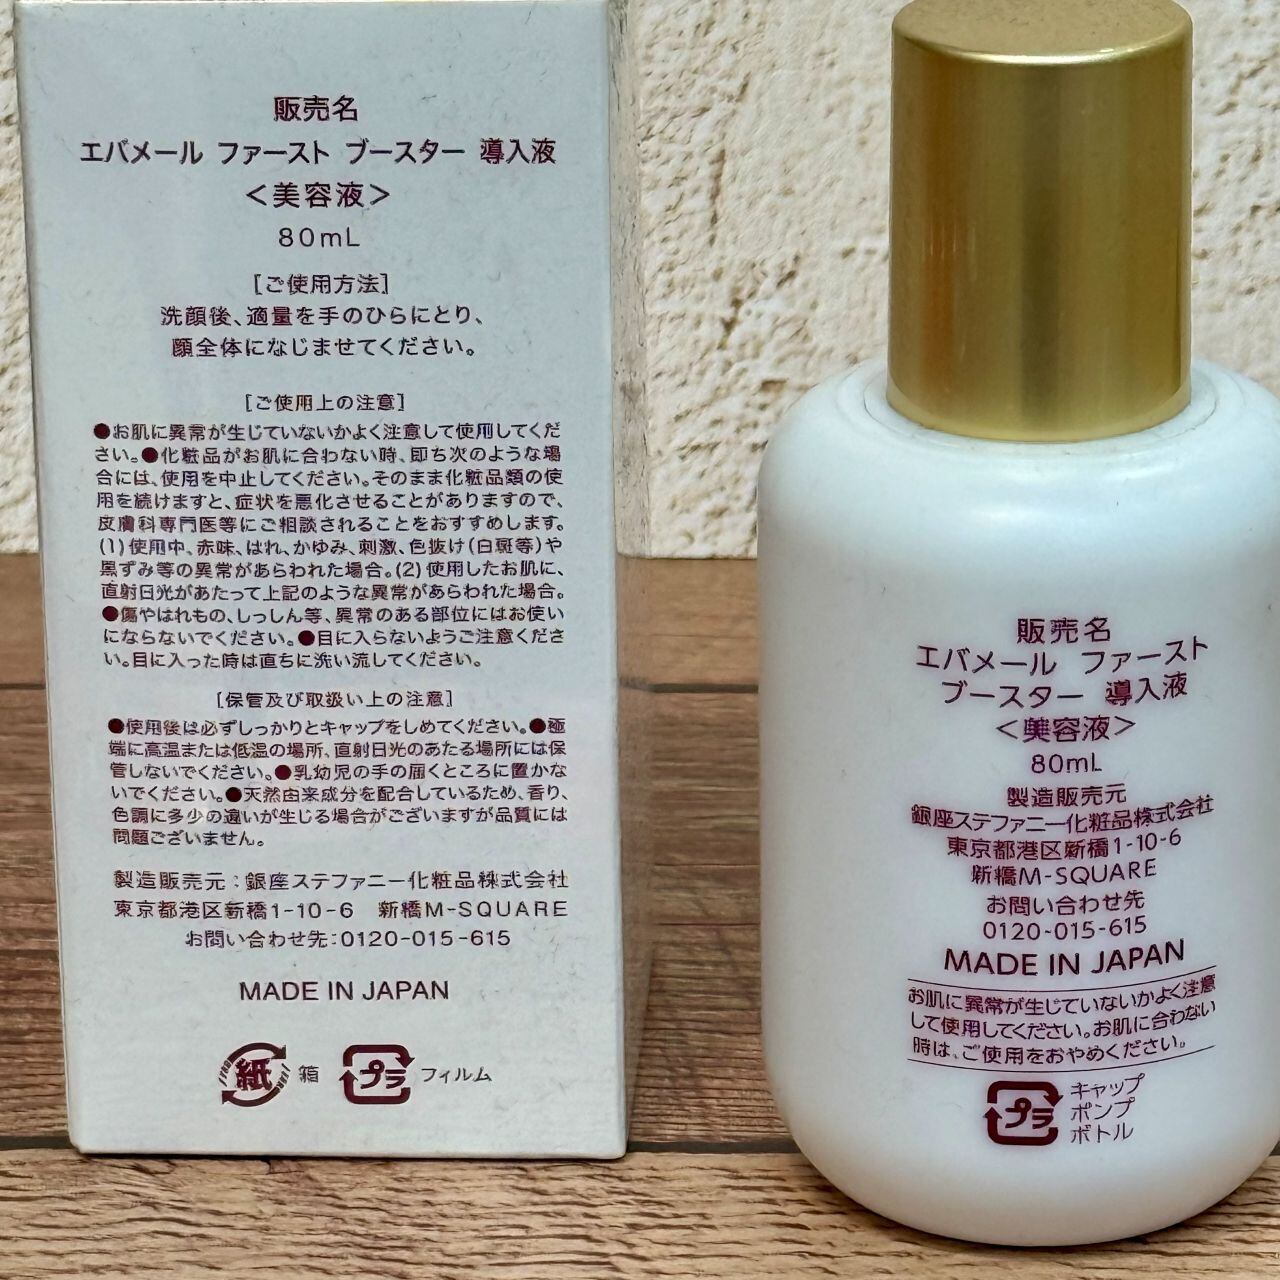 販売名
エバメール ファースト ブースター 導入液
＜美容液＞
80mL
［ご使用方法］
洗顔後、適量を手のひらにとり、
顔全体になじませてください。
［ご使用上の注意］
●お肌に異常が生じていないかよく注意して使用してくだ
さい。●化粧品がお肌に合わない時、即ち次のような場
合には、使用を中止してください。そのまま化粧品類の使
用を続けますと、症状を悪化させることがありますので、
皮膚科専門医等にご相談されることをおすすめします。
(1)使用中、赤味、はれ、かゆみ、刺激、色抜け(白斑等)や
黒ずみ等の異常があらわれた場合。(2)使用したお肌に、
直射日光があたって上記のような異常があらわれた場合。
●傷やはれもの、しっしん等、異常のある部位にはお使い
にならないでください。●目に入らないようご注意くださ
い。目に入った時は直ちに洗い流してください。
［保管及び取扱い上の注意］
●使用後は必ずしっかりとキャップをしめてください。●極
端に高温または低温の場所、直射日光のあたる場所には保
管しないでください。●乳幼児の手の届くところに置かな
いでください。●天然由来成分を配合しているため、香り、
色調に多少の違いが生じる場合がございますが品質には
問題ございません。
製造販売元：銀座ステファニー化粧品株式会社
東京都港区新橋1-10-6 新橋M-SQUARE
お問い合わせ先:0120-015-615
MADE IN JAPAN
紙 箱 プラ フィルム
販売名
エバメール ファースト
ブースター 導入液
＜美容液＞
80mL
製造販売元
銀座ステファニー化粧品株式会社
東京都港区新橋1-10-6
新橋M-SQUARE
お問い合わせ先
0120-015-615
MADE IN JAPAN
お肌に異常が生じていないかよく注意
して使用してください。お肌に合わない
時は、ご使用をおやめください。
プラ
キャップ
ポンプ
ボトル